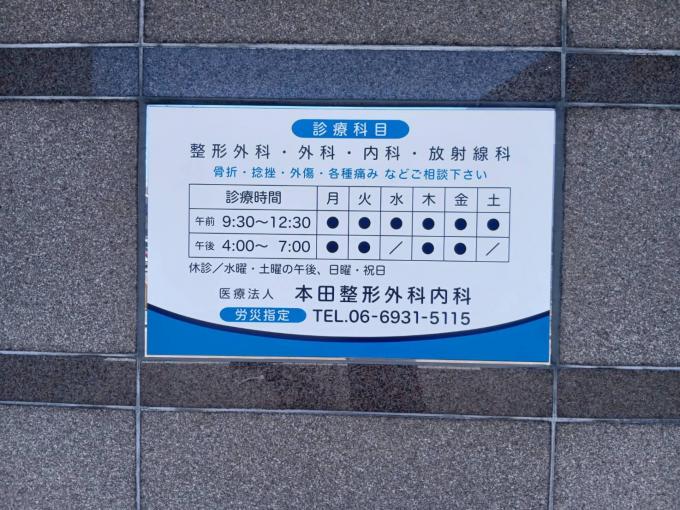 診療科目
整形外科・外科・内科・放射線科
骨折・捻挫・外傷・各種痛み などご相談下さい
診療時間 月 火 水 木 金 土
午前 9:30〜12:30 ● ● ● ● ● ●
午後 4:00〜 7:00 ● ● ／ ● ● ／
休診／水曜・土曜の午後、日曜・祝日
医療法人 本田整形外科内科
労災指定 TEL.06-6931-5115